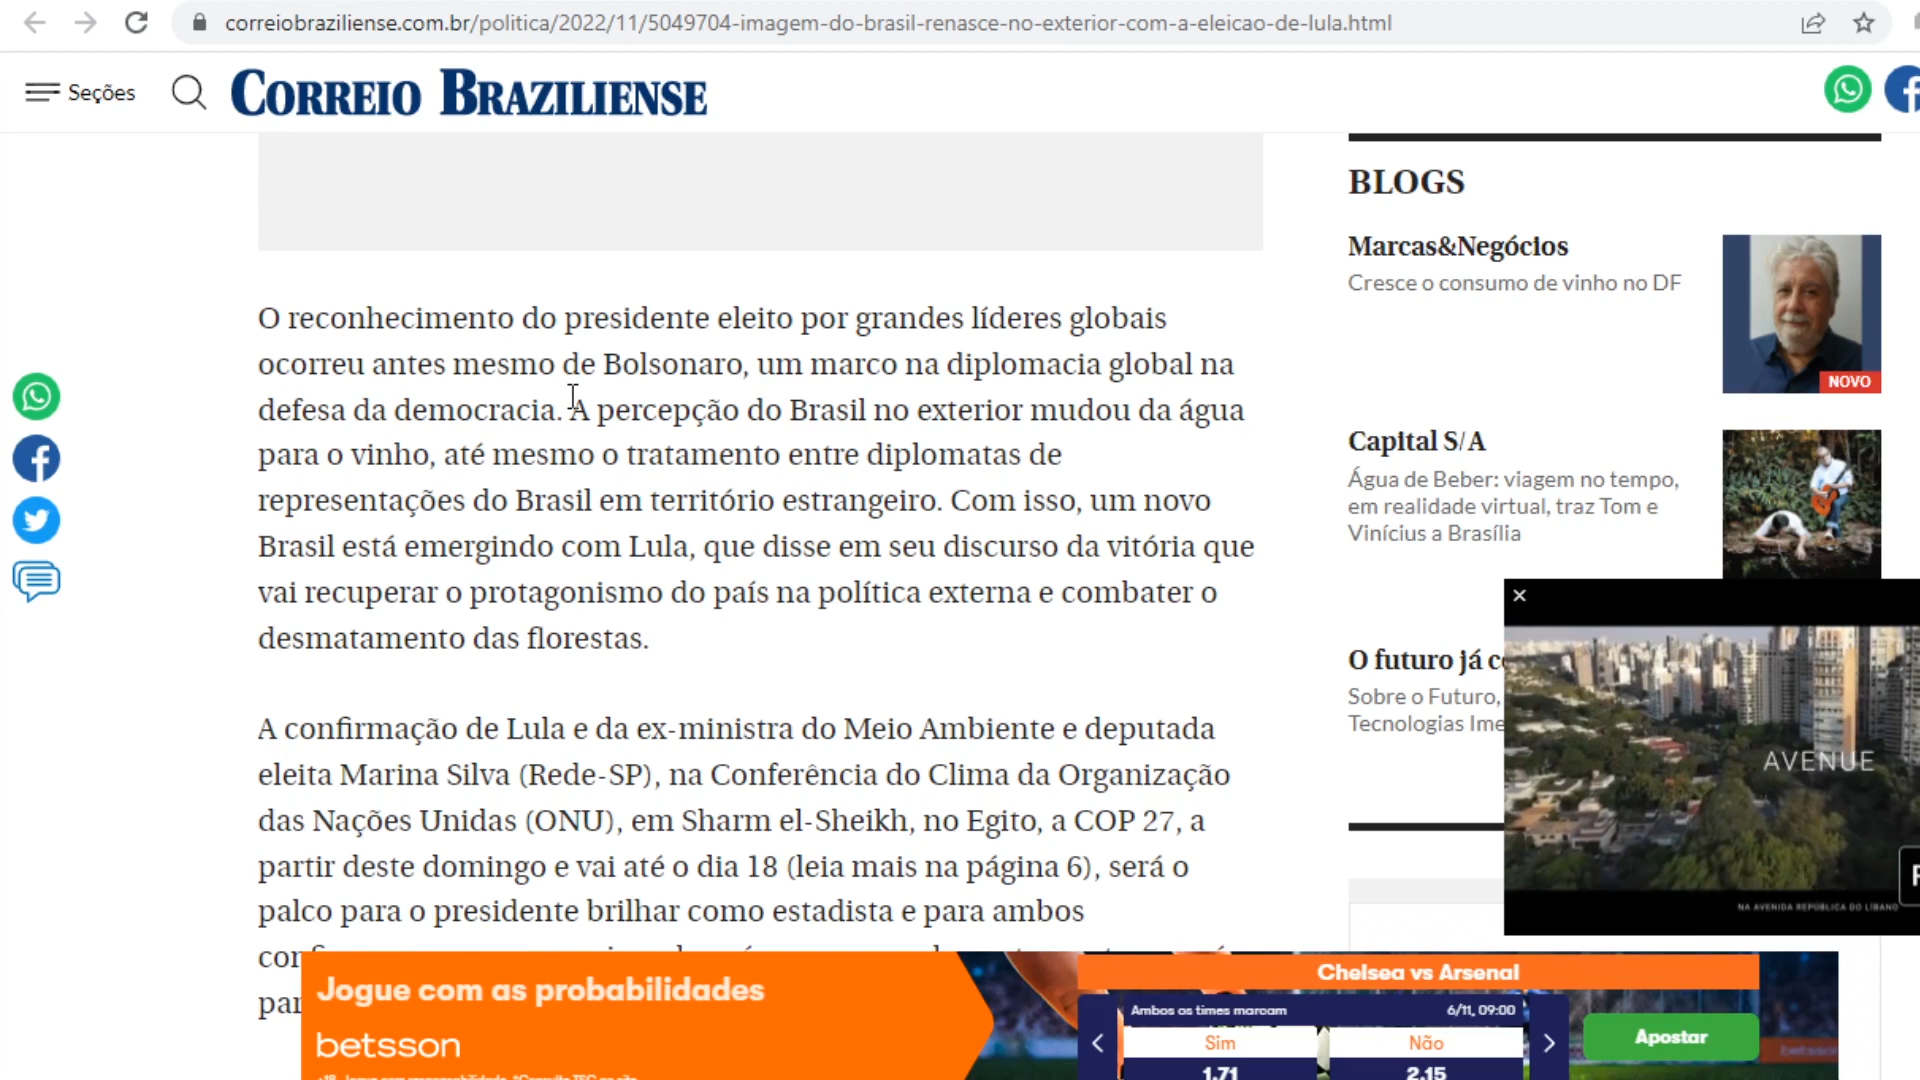 correiobraziliense.com.br/politica/2022/11/5049704-imagem-do-brasil-renasce-no-exterior-com-a-eleicao-de-lula.html
Seções
CORREIO BRAZILIENSE
O reconhecimento do presidente eleito por grandes líderes globais
ocorreu antes mesmo de Bolsonaro, um marco na diplomacia global na
defesa da democracia. A percepção do Brasil no exterior mudou da água
para o vinho, até mesmo o tratamento entre diplomatas de
representações do Brasil em território estrangeiro. Com isso, um novo
Brasil está emergindo com Lula, que disse em seu discurso da vitória que
vai recuperar o protagonismo do país na política externa e combater o
desmatamento das florestas.
A confirmação de Lula e da ex-ministra do Meio Ambiente e deputada
eleita Marina Silva (Rede-SP), na Conferência do Clima da Organização
das Nações Unidas (ONU), em Sharm el-Sheikh, no Egito, a COP 27, a
partir deste domingo e vai até o dia 18 (leia mais na página 6), será o
palco para o presidente brilhar como estadista e para ambos
BLOGS
Marcas&Negócios
Cresce o consumo de vinho no DF
NOVO
Capital S/A
Água de Beber: viagem no tempo,
em realidade virtual, traz Tom e
Vinícius a Brasília
O futuro já
Sobre o Futuro,
Tecnologias
AVENUE
NA AVENIDA REPÚBLICA DO LÍBANO
Jogue com as probabilidades
betsson
Chelsea vs Arsenal
Ambos os times marcam 6/11, 09:00
Sim Não
1.71 2.15
Apostar